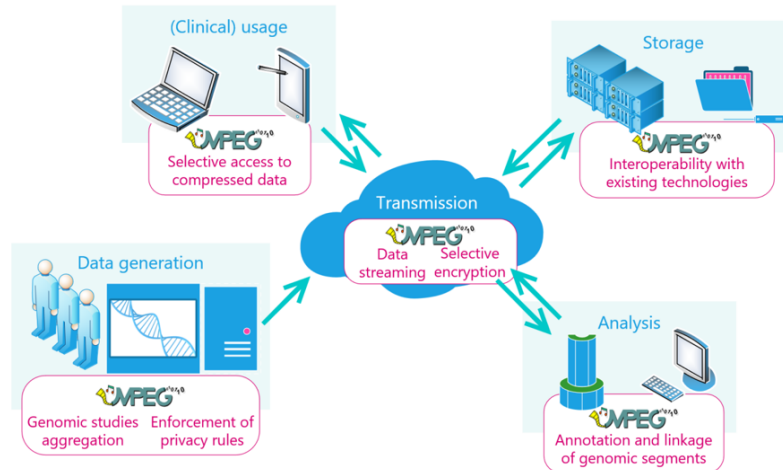 (Clinical) usage
MPEG
Selective access to
compressed data
Storage
MPEG
Interoperability with
existing technologies
Transmission
MPEG
Data
streaming
Selective
encryption
Data generation
MPEG
Genomic studies
aggregation
Enforcement of
privacy rules
Analysis
MPEG
Annotation and linkage
of genomic segments